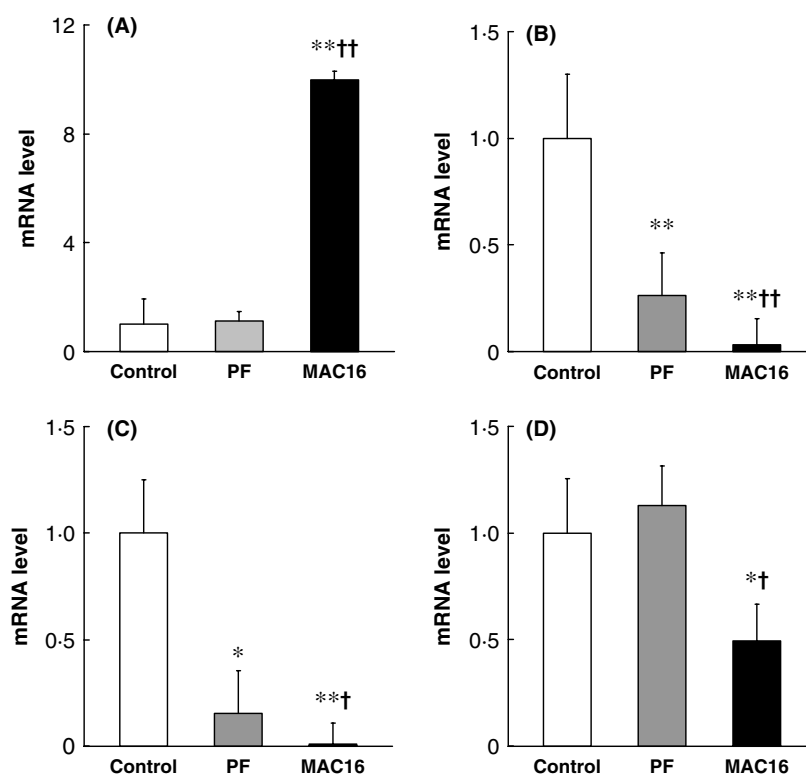 (A)
mRNA level
12
8
4
0
**††
Control PF MAC16
(B)
mRNA level
1·5
1·0
0·5
0
**
**††
Control PF MAC16
(C)
mRNA level
1·5
1·0
0·5
0
*
**†
Control PF MAC16
(D)
mRNA level
1·5
1·0
0·5
0
*†
Control PF MAC16